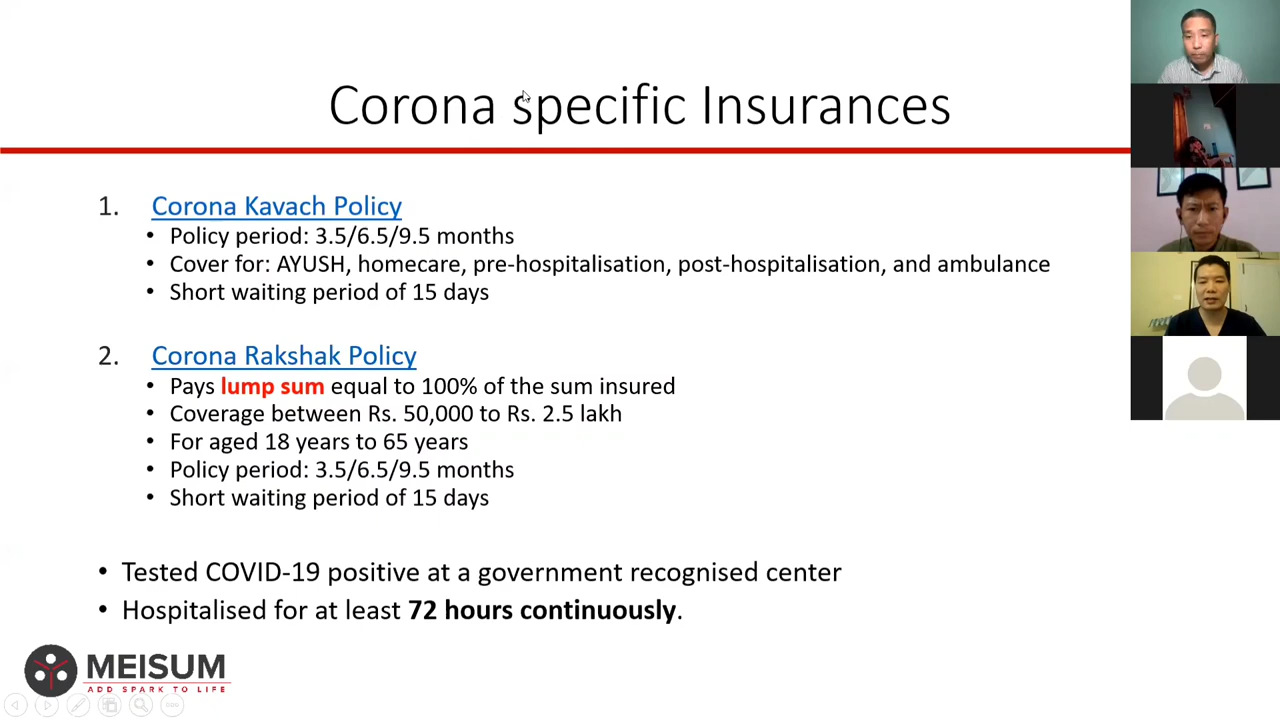 Corona specific Insurances
1. Corona Kavach Policy
• Policy period: 3.5/6.5/9.5 months
• Cover for: AYUSH, homecare, pre-hospitalisation, post-hospitalisation, and ambulance
• Short waiting period of 15 days
2. Corona Rakshak Policy
• Pays lump sum equal to 100% of the sum insured
• Coverage between Rs. 50,000 to Rs. 2.5 lakh
• For aged 18 years to 65 years
• Policy period: 3.5/6.5/9.5 months
• Short waiting period of 15 days
• Tested COVID-19 positive at a government recognised center
• Hospitalised for at least 72 hours continuously.
MEISUM
ADD SPARK TO LIFE